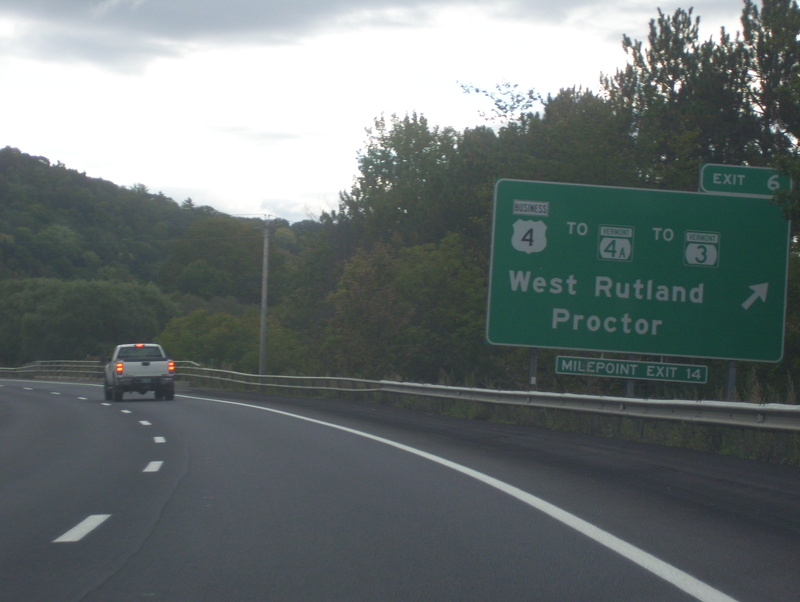 EXIT 6
BUSINESS
4 TO VERMONT 4A TO VERMONT 3
West Rutland
Proctor
MILEPOINT EXIT 14